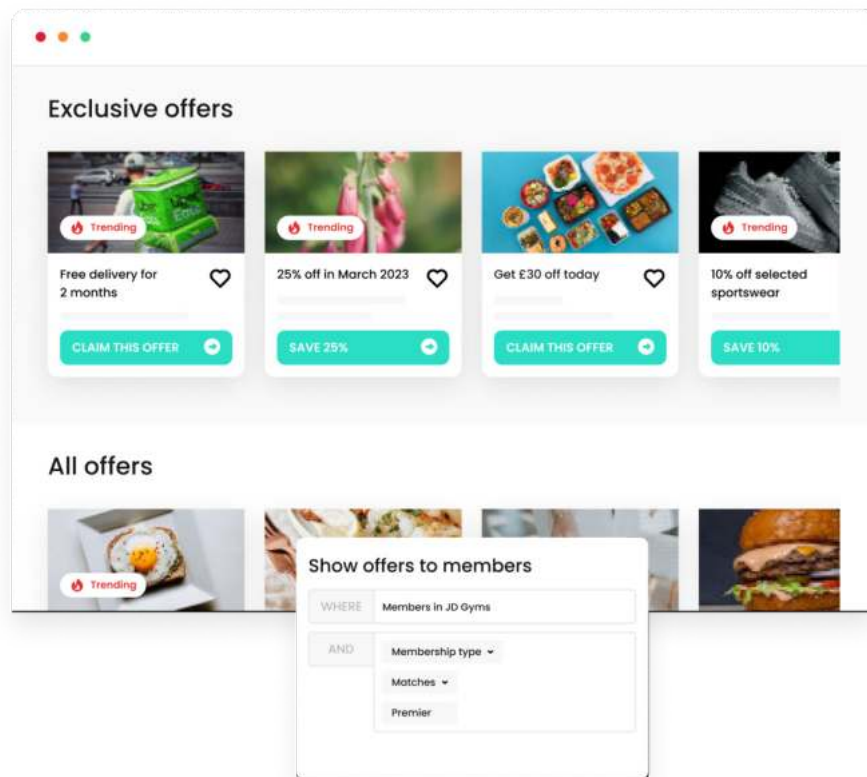 Exclusive offers
Trending
Trending
Trending
Free delivery for
2 months
25% off in March 2023
Get £30 off today
10% off selected
sportswear
CLAIM THIS OFFER
SAVE 25%
CLAIM THIS OFFER
SAVE 10%
All offers
Trending
Show offers to members
WHERE
Members in JD Gyms
AND
Membership type
Matches
Premier